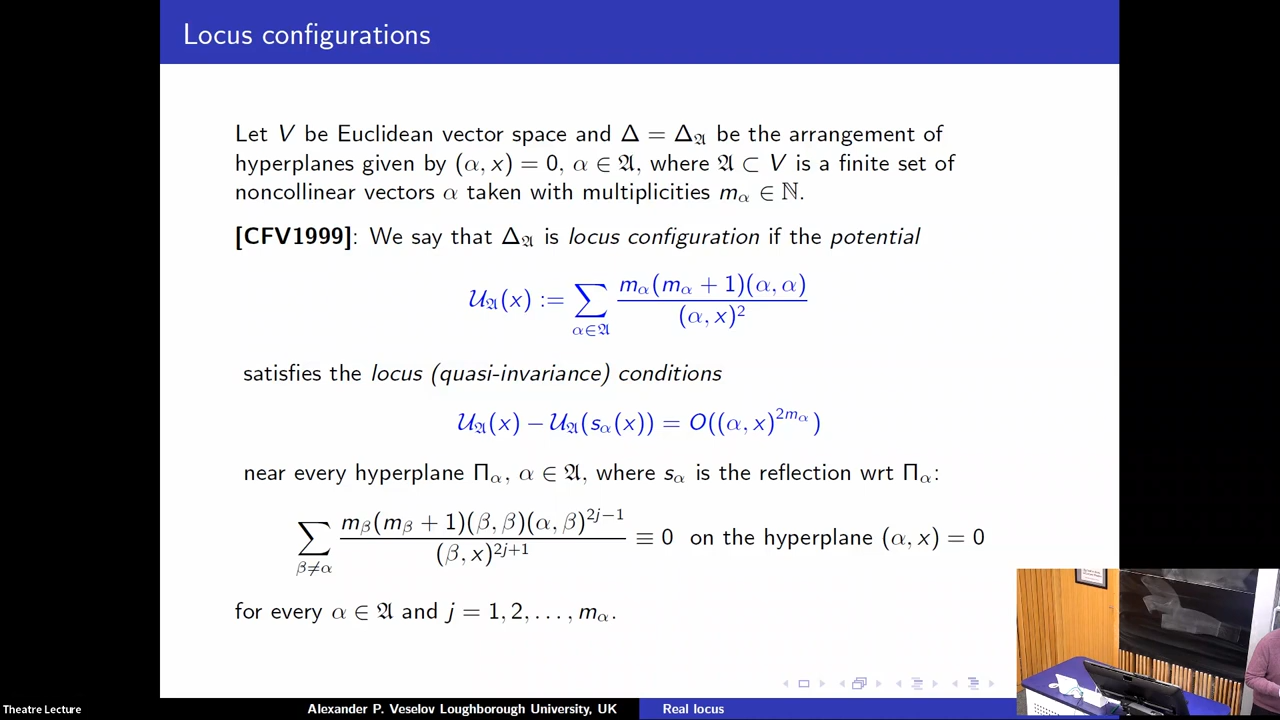 Locus configurations
Let V be Euclidean vector space and Δ = Δ_𝔄 be the arrangement of
hyperplanes given by (α, x) = 0, α ∈ 𝔄, where 𝔄 ⊂ V is a finite set of
noncollinear vectors α taken with multiplicities m_α ∈ ℕ.
[CFV1999]: We say that Δ_𝔄 is locus configuration if the potential
𝒰_𝔄(x) := ∑_{α∈𝔄} m_α(m_α + 1)(α, α) / (α, x)^2
satisfies the locus (quasi-invariance) conditions
𝒰_𝔄(x) − 𝒰_𝔄(s_α(x)) = O((α, x)^{2m_α})
near every hyperplane Π_α, α ∈ 𝔄, where s_α is the reflection wrt Π_α:
∑_{β≠α} m_β(m_β + 1)(β, β)(α, β)^{2j−1} / (β, x)^{2j+1} ≡ 0 on the hyperplane (α, x) = 0
for every α ∈ 𝔄 and j = 1, 2, . . . , m_α.
Theatre Lecture
Alexander P. Veselov Loughborough University, UK
Real locus